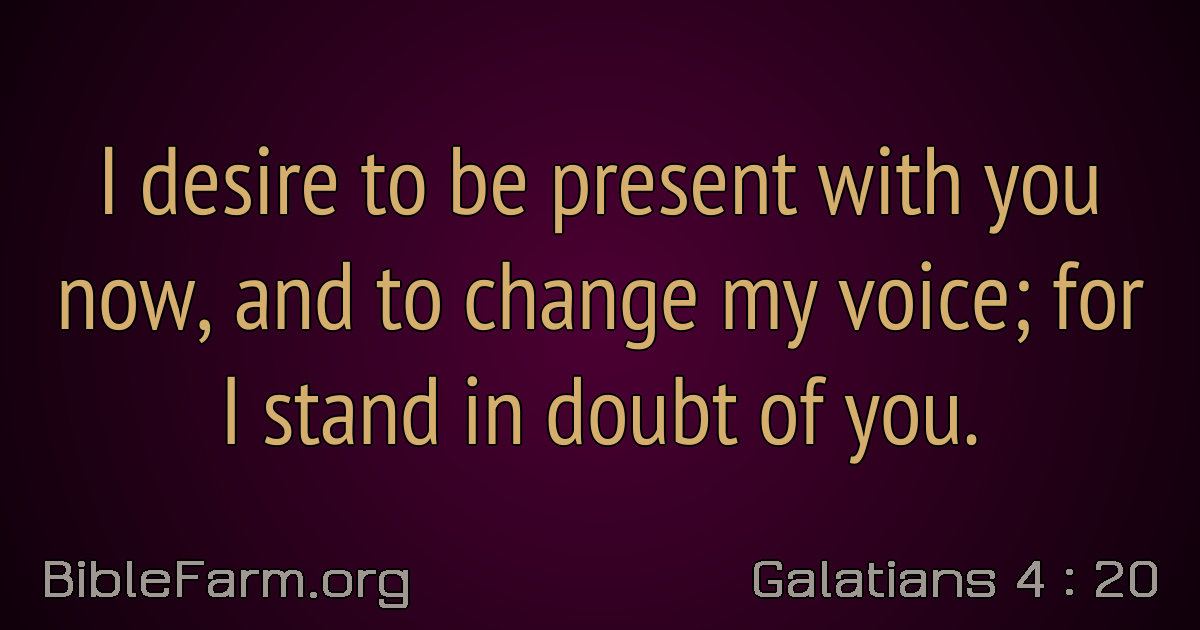 I desire to be present with you
now, and to change my voice; for
I stand in doubt of you.
BibleFarm.org
Galatians 4 : 20